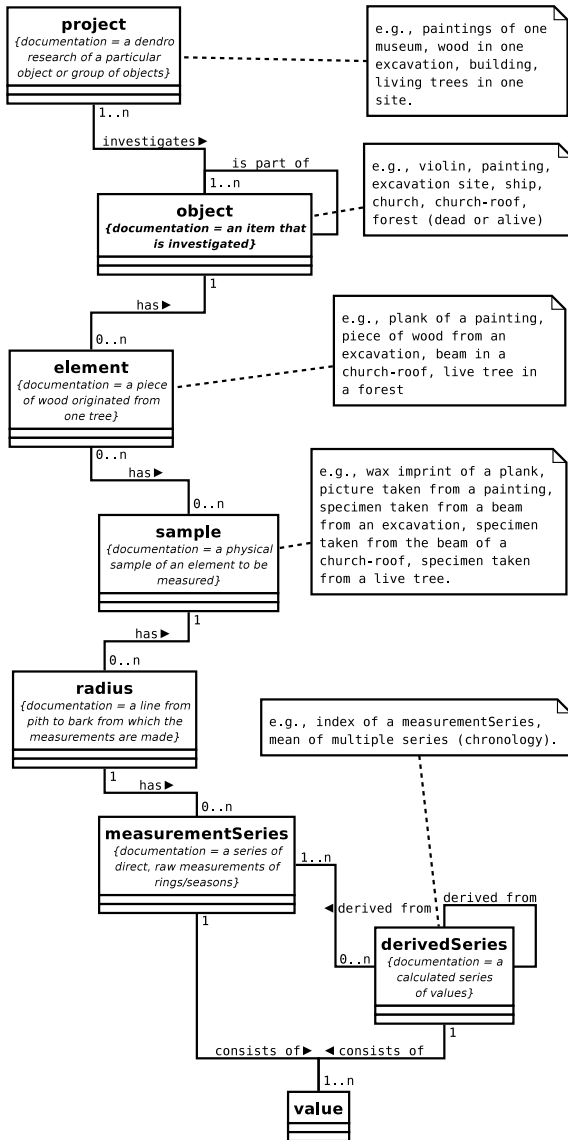 project
{documentation = a dendro
research of a particular
object or group of objects}
e.g., paintings of one
museum, wood in one
excavation, building,
living trees in one
site.
1..n
investigates ▶
1..n
is part of
object
{documentation = an item that
is investigated}
e.g., violin, painting,
excavation site, ship,
church, church-roof,
forest (dead or alive)
1
has ▶
0..n
element
{documentation = a piece
of wood originated from
one tree}
e.g., plank of a painting,
piece of wood from an
excavation, beam in a
church-roof, live tree in
a forest
0..n
has ▶
0..n
sample
{documentation = a physical
sample of an element to be
measured}
e.g., wax imprint of a plank,
picture taken from a painting,
specimen taken from a beam
from an excavation, specimen
taken from the beam of a
church-roof, specimen taken
from a live tree.
1
has ▶
0..n
radius
{documentation = a line from
pith to bark from which the
measurements are made}
e.g., index of a measurementSeries,
mean of multiple series (chronology).
1
has ▶
0..n
measurementSeries
{documentation = a series of
direct, raw measurements of
rings/seasons}
1..n
1
◀ derived from
0..n
derived from
derivedSeries
{documentation = a
calculated series
of values}
1
consists of ▶
◀ consists of
1..n
value